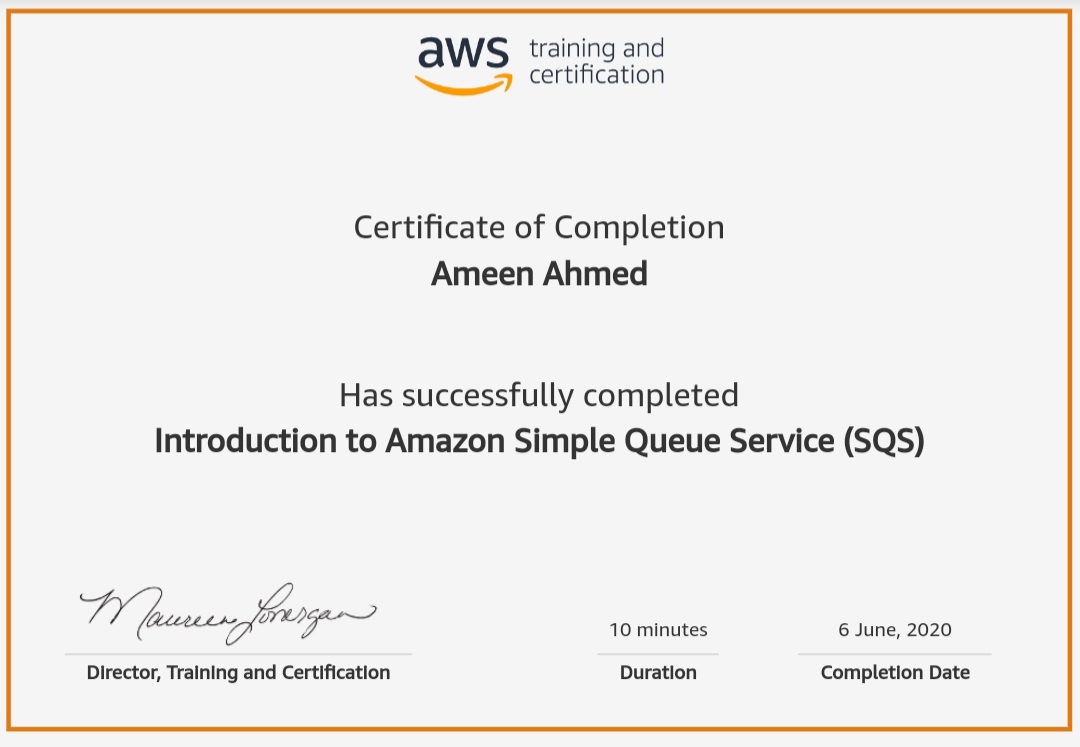 aws training and
certification
Certificate of Completion
Ameen Ahmed
Has successfully completed
Introduction to Amazon Simple Queue Service (SQS)
Maureen Lonergan
Director, Training and Certification
10 minutes
Duration
6 June, 2020
Completion Date